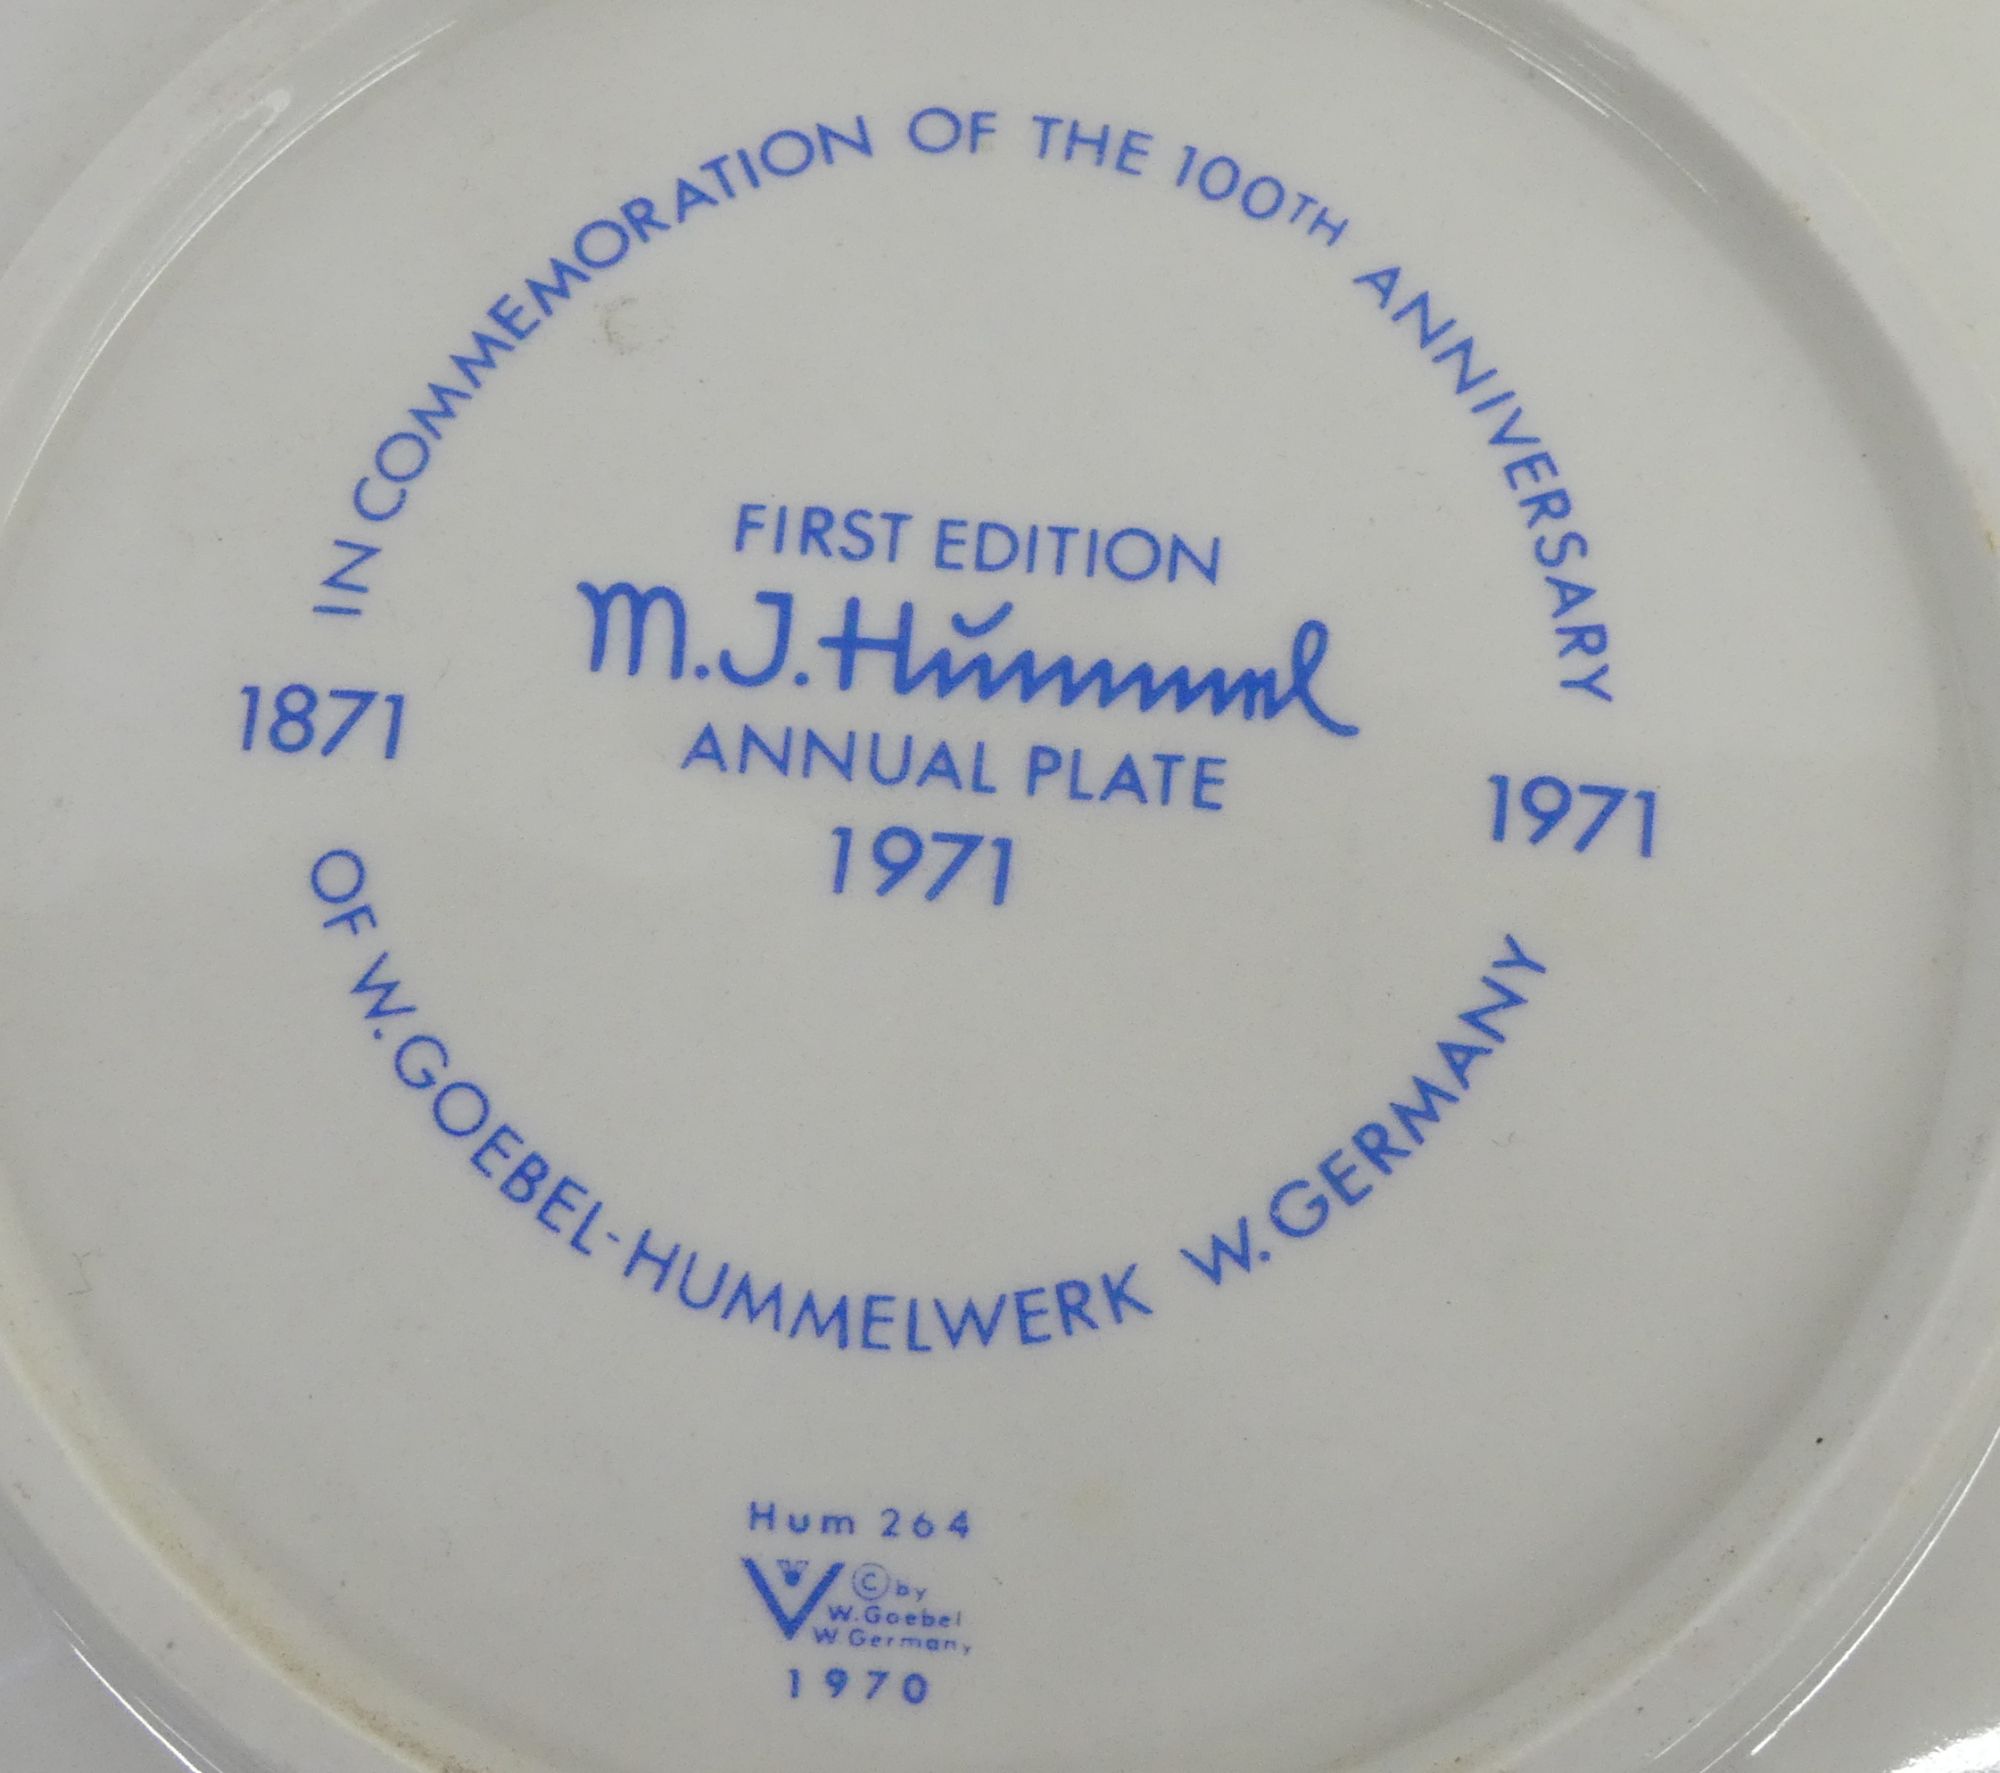 IN COMMEMORATION OF THE 100TH ANNIVERSARY
1871
1971
OF W. GOEBEL-HUMMELWERK W. GERMANY
FIRST EDITION
M.J. Hummel
ANNUAL PLATE
1971
Hum 264
© by
W. Goebel
W. Germany
1970